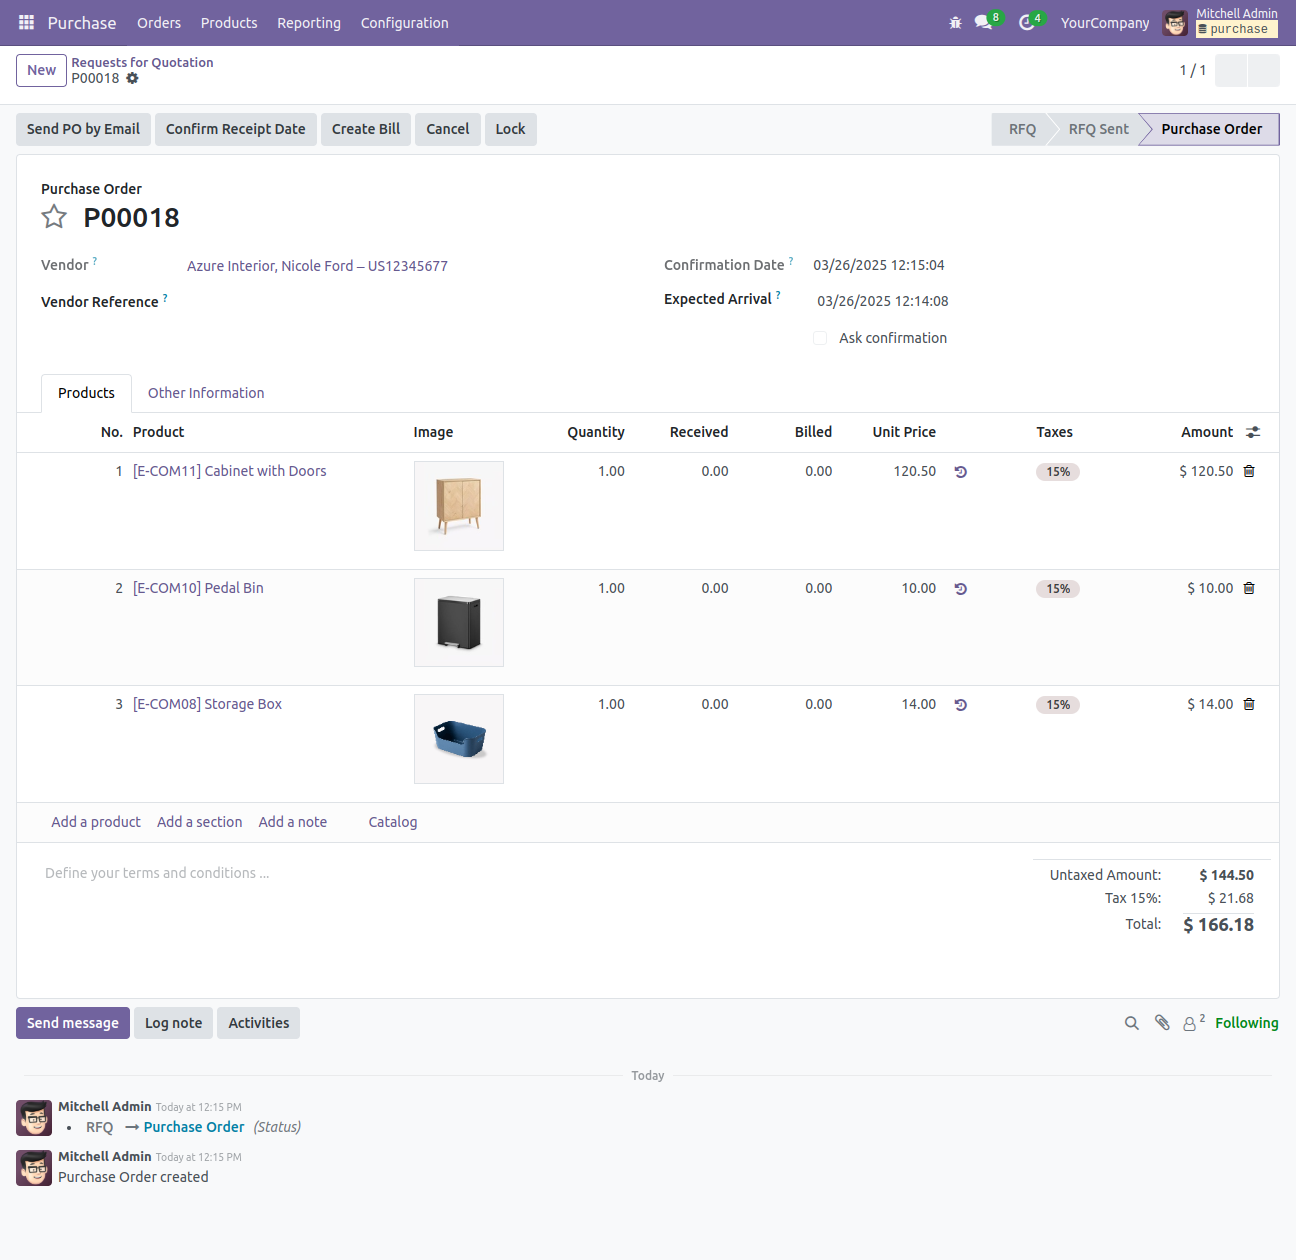 Purchase Orders Products Reporting Configuration 8 4 YourCompany Mitchell Admin
purchase
New Requests for Quotation
P00018 1 / 1
Send PO by Email Confirm Receipt Date Create Bill Cancel Lock RFQ RFQ Sent Purchase Order
Purchase Order
P00018
Vendor ? Azure Interior, Nicole Ford – US12345677 Confirmation Date ? 03/26/2025 12:15:04
Vendor Reference ? Expected Arrival ? 03/26/2025 12:14:08
Ask confirmation
Products Other Information
No. Product Image Quantity Received Billed Unit Price Taxes Amount
1 [E-COM11] Cabinet with Doors 1.00 0.00 0.00 120.50 15% $ 120.50
2 [E-COM10] Pedal Bin 1.00 0.00 0.00 10.00 15% $ 10.00
3 [E-COM08] Storage Box 1.00 0.00 0.00 14.00 15% $ 14.00
Add a product Add a section Add a note Catalog
Define your terms and conditions ... Untaxed Amount: $ 144.50
Tax 15%: $ 21.68
Total: $ 166.18
Send message Log note Activities 2 Following
Today
Mitchell Admin Today at 12:15 PM
• RFQ → Purchase Order (Status)
Mitchell Admin Today at 12:15 PM
Purchase Order created